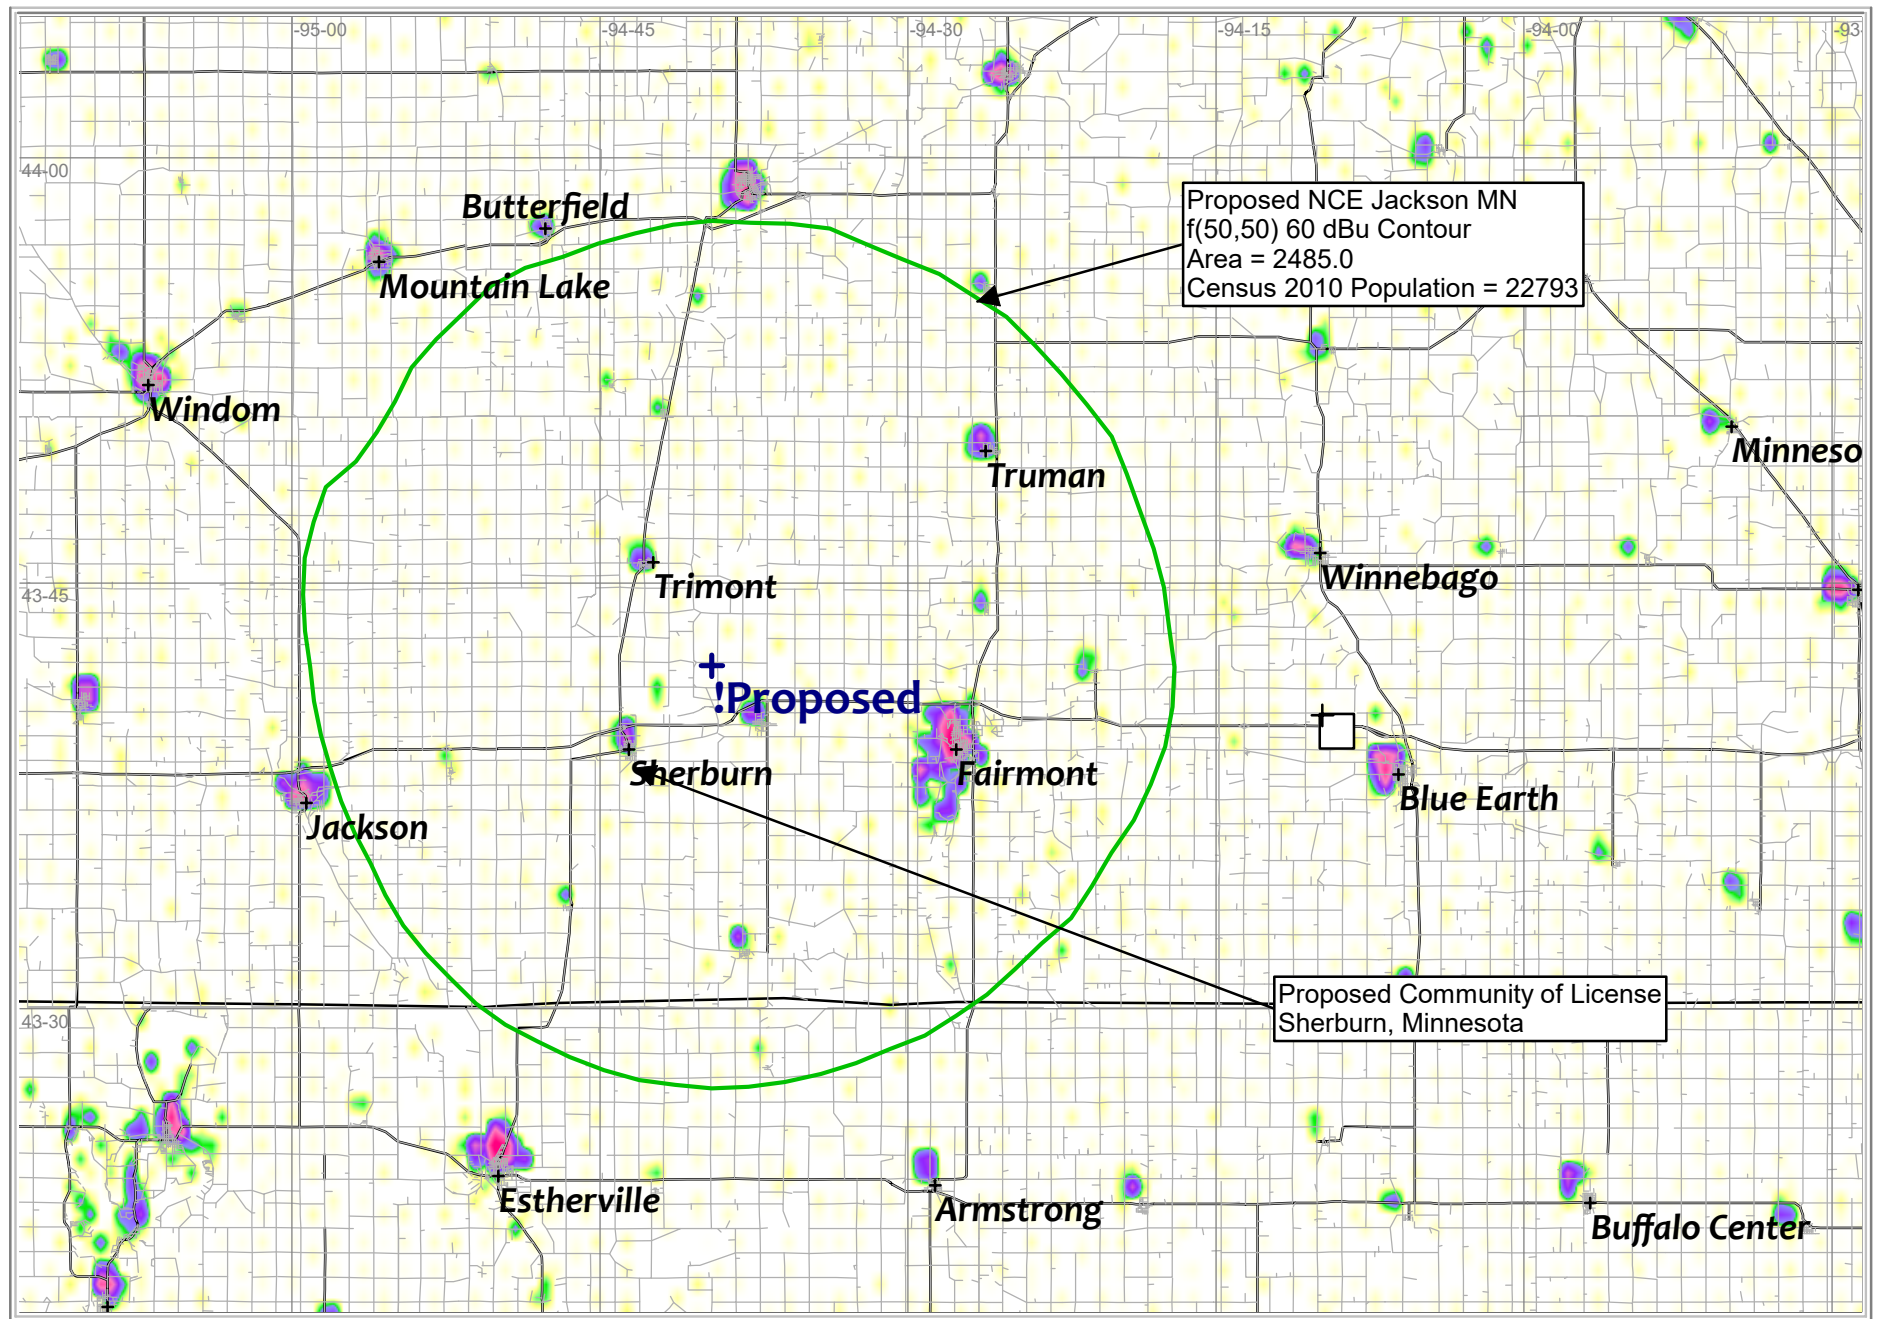 -95-00
-94-45
-94-30
-94-15
-94-00
-93-
44-00
Butterfield
Proposed NCE Jackson MN
f(50,50) 60 dBu Contour
Area = 2485.0
Census 2010 Population = 22793
Mountain Lake
Windom
Minneso
Truman
Trimont
Winnebago
43-45
!Proposed
Sherburn
Fairmont
Blue Earth
Jackson
Proposed Community of License
Sherburn, Minnesota
43-30
Estherville
Armstrong
Buffalo Center